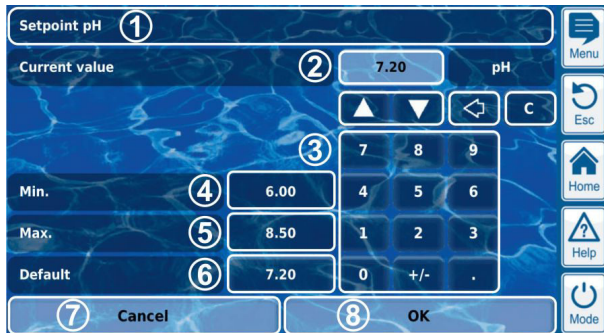 Setpoint pH 1
Menu
Current value 2 7.20 pH
C
Esc
3
7 8 9
Min. 4 6.00 4 5 6
Home
Max. 5 8.50 1 2 3
Help
Default 6 7.20 0 +/- .
7 Cancel 8 OK
Mode